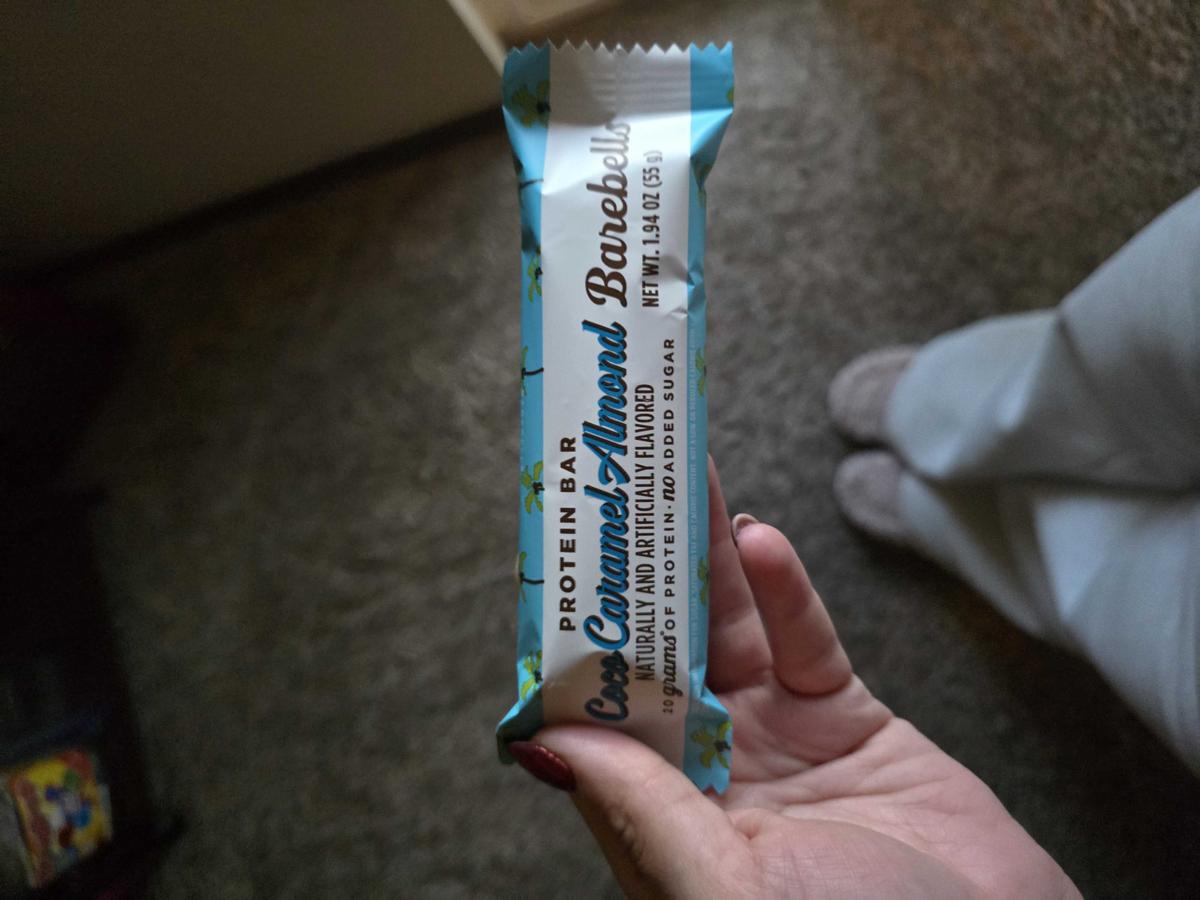 PROTEIN BAR
Coco Caramel Almond
NATURALLY AND ARTIFICIALLY FLAVORED
20 grams OF PROTEIN · no ADDED SUGAR
Barebells
NET WT. 1.94 OZ (55 g)